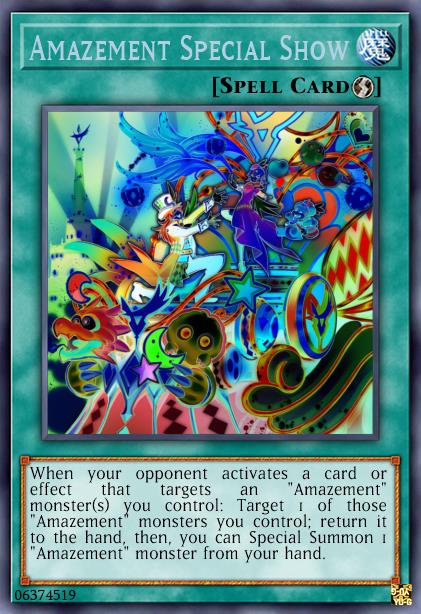 Amazement Special Show
魔
[Spell Card]
When your opponent activates a card or
effect that targets an "Amazement"
monster(s) you control: Target 1 of those
"Amazement" monsters you control; return it
to the hand, then, you can Special Summon 1
"Amazement" monster from your hand.
06374519